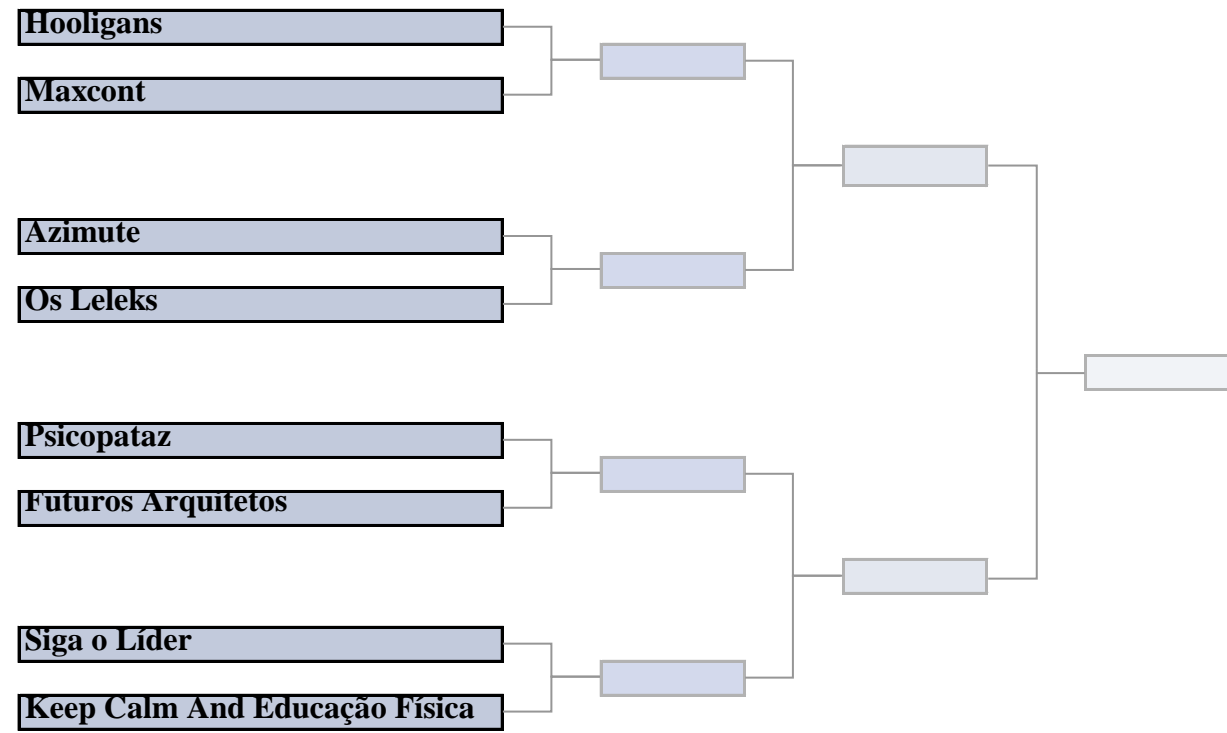 Hooligans
Maxcont
Azimute
Os Leleks
Psicopataz
Futuros Arquitetos
Siga o Líder
Keep Calm And Educação Física